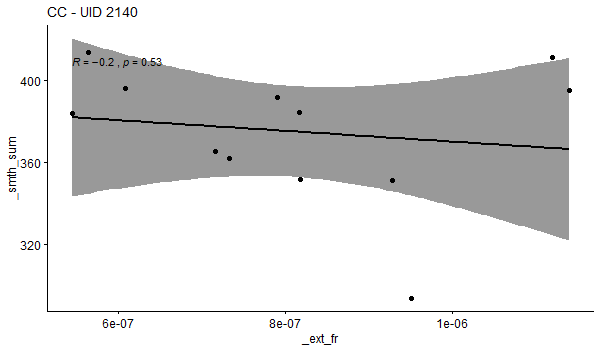 CC - UID 2140
R = −0.2 , p = 0.53
400
360
320
_smth_sum
6e-07 8e-07 1e-06
_ext_fr